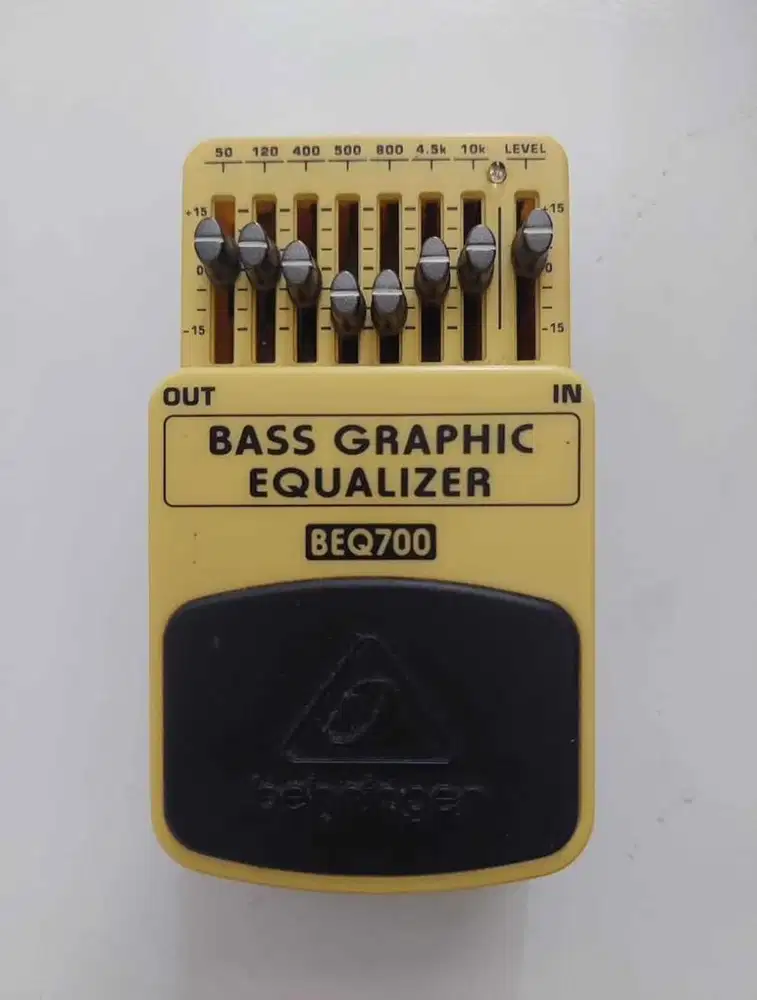 50 120 400 500 800 4.5k 10k LEVEL
+15 +15
0 0
-15 -15
OUT IN
BASS GRAPHIC
EQUALIZER
BEQ700
behringer